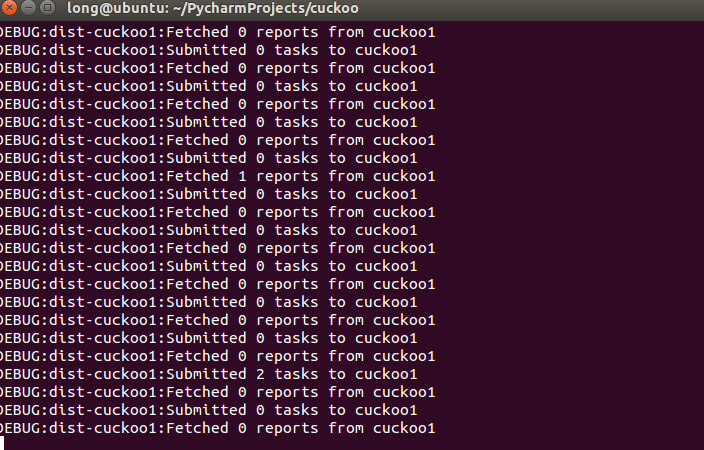 long@ubuntu: ~/PycharmProjects/cuckoo
DEBUG:dist-cuckoo1:Fetched 0 reports from cuckoo1
DEBUG:dist-cuckoo1:Submitted 0 tasks to cuckoo1
DEBUG:dist-cuckoo1:Fetched 0 reports from cuckoo1
DEBUG:dist-cuckoo1:Submitted 0 tasks to cuckoo1
DEBUG:dist-cuckoo1:Fetched 0 reports from cuckoo1
DEBUG:dist-cuckoo1:Submitted 0 tasks to cuckoo1
DEBUG:dist-cuckoo1:Fetched 0 reports from cuckoo1
DEBUG:dist-cuckoo1:Submitted 0 tasks to cuckoo1
DEBUG:dist-cuckoo1:Fetched 1 reports from cuckoo1
DEBUG:dist-cuckoo1:Submitted 0 tasks to cuckoo1
DEBUG:dist-cuckoo1:Fetched 0 reports from cuckoo1
DEBUG:dist-cuckoo1:Submitted 0 tasks to cuckoo1
DEBUG:dist-cuckoo1:Fetched 0 reports from cuckoo1
DEBUG:dist-cuckoo1:Submitted 0 tasks to cuckoo1
DEBUG:dist-cuckoo1:Fetched 0 reports from cuckoo1
DEBUG:dist-cuckoo1:Submitted 0 tasks to cuckoo1
DEBUG:dist-cuckoo1:Fetched 0 reports from cuckoo1
DEBUG:dist-cuckoo1:Submitted 0 tasks to cuckoo1
DEBUG:dist-cuckoo1:Fetched 0 reports from cuckoo1
DEBUG:dist-cuckoo1:Submitted 2 tasks to cuckoo1
DEBUG:dist-cuckoo1:Fetched 0 reports from cuckoo1
DEBUG:dist-cuckoo1:Submitted 0 tasks to cuckoo1
DEBUG:dist-cuckoo1:Fetched 0 reports from cuckoo1